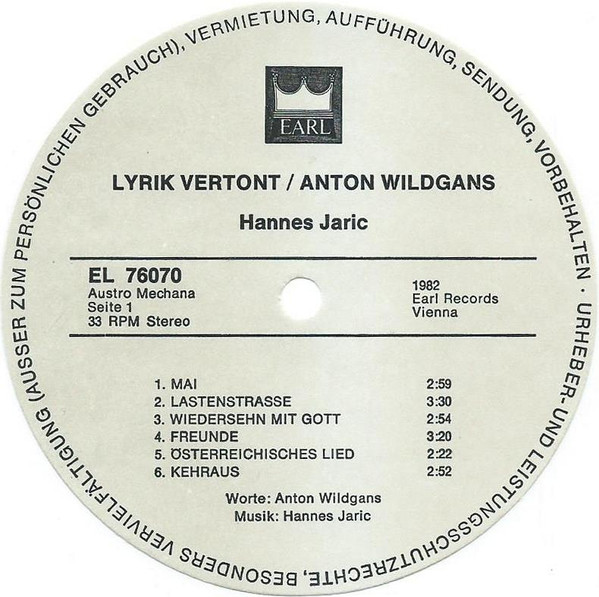 EARL
LYRIK VERTONT / ANTON WILDGANS
Hannes Jaric
EL 76070
Austro Mechana
Seite 1
33 RPM Stereo
1982
Earl Records
Vienna
1. MAI 2:59
2. LASTENSTRASSE 3:30
3. WIEDERSEHN MIT GOTT 2:54
4. FREUNDE 3:20
5. ÖSTERREICHISCHES LIED 2:22
6. KEHRAUS 2:52
Worte: Anton Wildgans
Musik: Hannes Jaric
URHEBER- UND LEISTUNGSSCHUTZRECHTE, BESONDERS VERVIELFÄLTIGUNG (AUSSER ZUM PERSÖNLICHEN GEBRAUCH), VERMIETUNG, AUFFÜHRUNG, SENDUNG, VORBEHALTEN ·